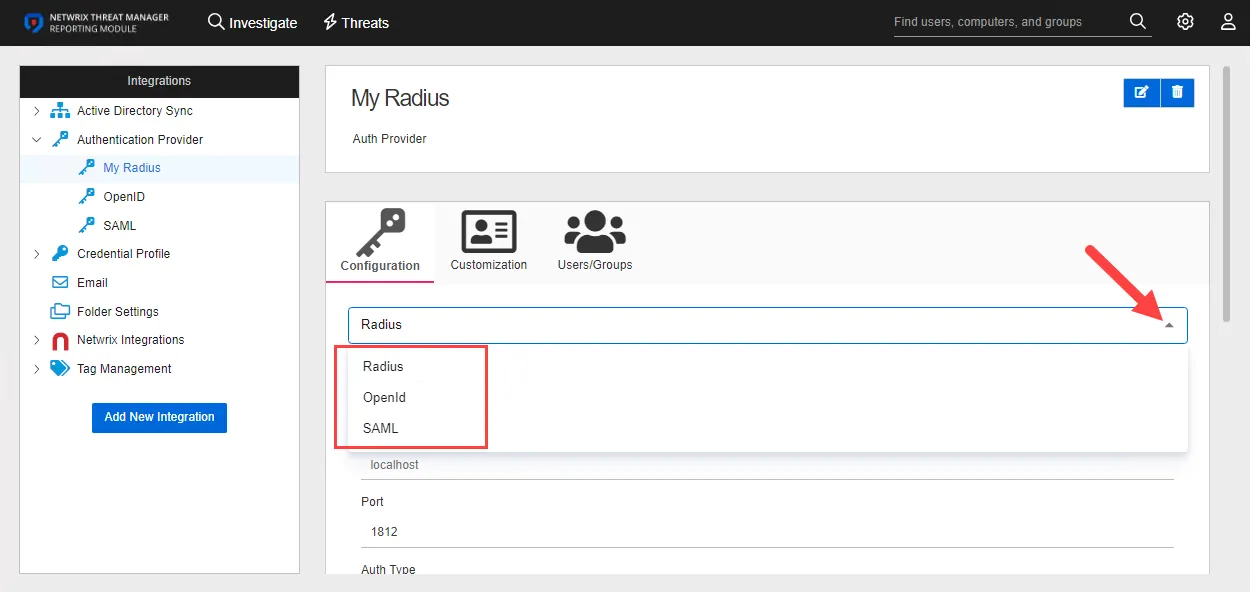 NETWRIX THREAT MANAGER
REPORTING MODULE
Investigate
Threats
Find users, computers, and groups
Integrations
Active Directory Sync
Authentication Provider
My Radius
OpenID
SAML
Credential Profile
Email
Folder Settings
Netwrix Integrations
Tag Management
Add New Integration
My Radius
Auth Provider
Configuration
Customization
Users/Groups
Radius
Radius
OpenId
SAML
localhost
Port
1812
Auth Type